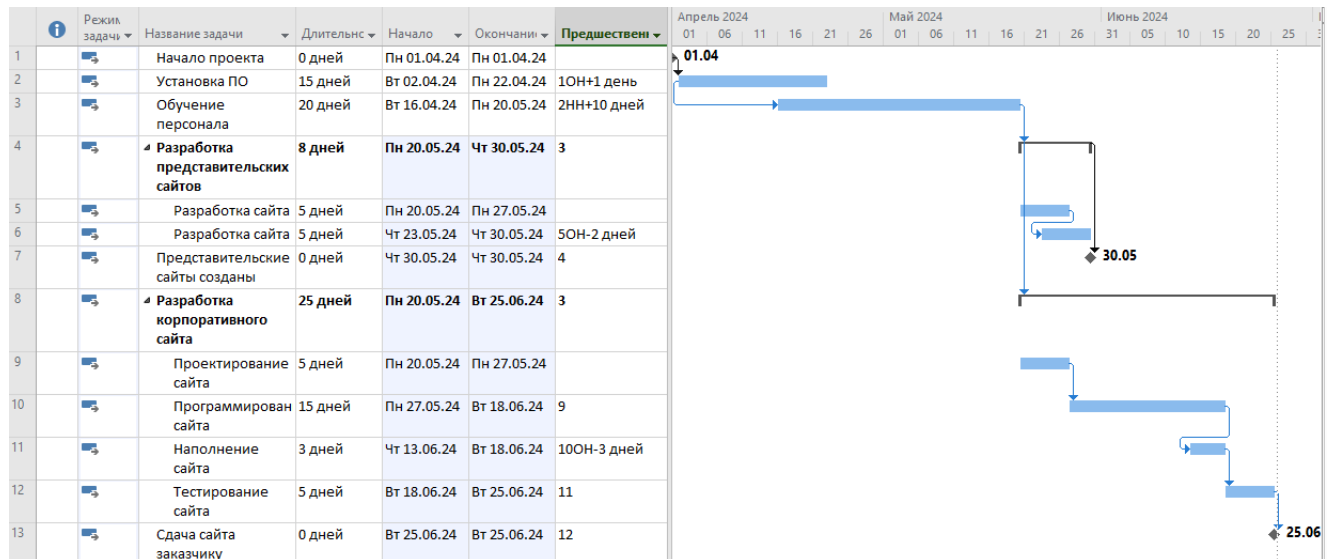 Режим задачи Название задачи Длительнс Начало Окончание Предшественн
Апрель 2024 Май 2024 Июнь 2024
01 06 11 16 21 26 01 06 11 16 21 26 31 05 10 15 20 25
1 Начало проекта 0 дней Пн 01.04.24 Пн 01.04.24
01.04
2 Установка ПО 15 дней Вт 02.04.24 Пн 22.04.24 1ОН+1 день
3 Обучение персонала 20 дней Вт 16.04.24 Пн 20.05.24 2НН+10 дней
4 Разработка представительских сайтов 8 дней Пн 20.05.24 Чт 30.05.24 3
5 Разработка сайта 5 дней Пн 20.05.24 Пн 27.05.24
6 Разработка сайта 5 дней Чт 23.05.24 Чт 30.05.24 5ОН-2 дней
7 Представительские сайты созданы 0 дней Чт 30.05.24 Чт 30.05.24 4
30.05
8 Разработка корпоративного сайта 25 дней Пн 20.05.24 Вт 25.06.24 3
9 Проектирование сайта 5 дней Пн 20.05.24 Пн 27.05.24
10 Программирован сайта 15 дней Пн 27.05.24 Вт 18.06.24 9
11 Наполнение сайта 3 дней Чт 13.06.24 Вт 18.06.24 10ОН-3 дней
12 Тестирование сайта 5 дней Вт 18.06.24 Вт 25.06.24 11
13 Сдача сайта заказчику 0 дней Вт 25.06.24 Вт 25.06.24 12
25.06